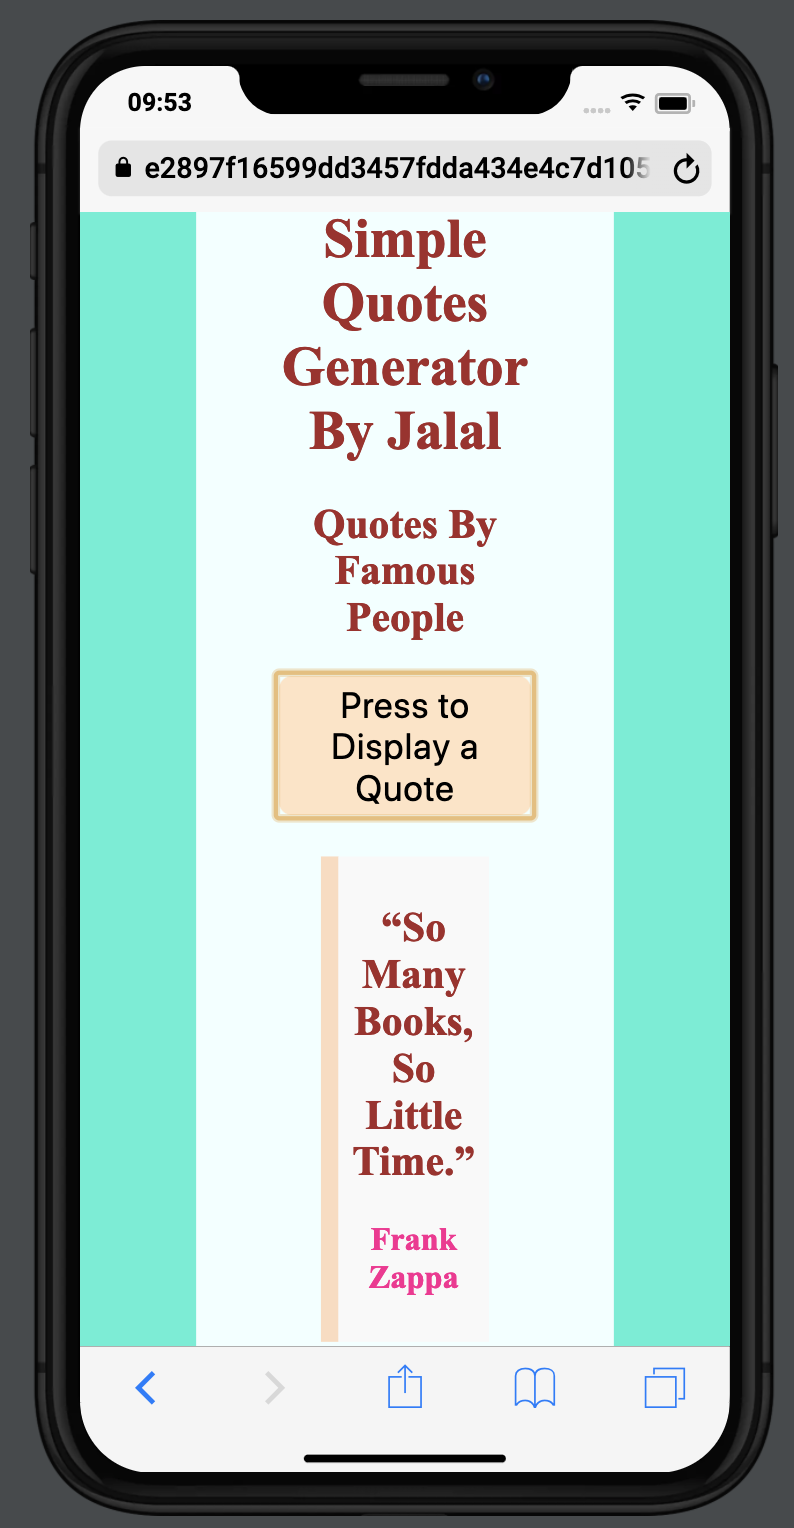 09:53
e2897f16599dd3457fdda434e4c7d105
Simple
Quotes
Generator
By Jalal
Quotes By
Famous
People
Press to
Display a
Quote
“So
Many
Books,
So
Little
Time.”
Frank
Zappa